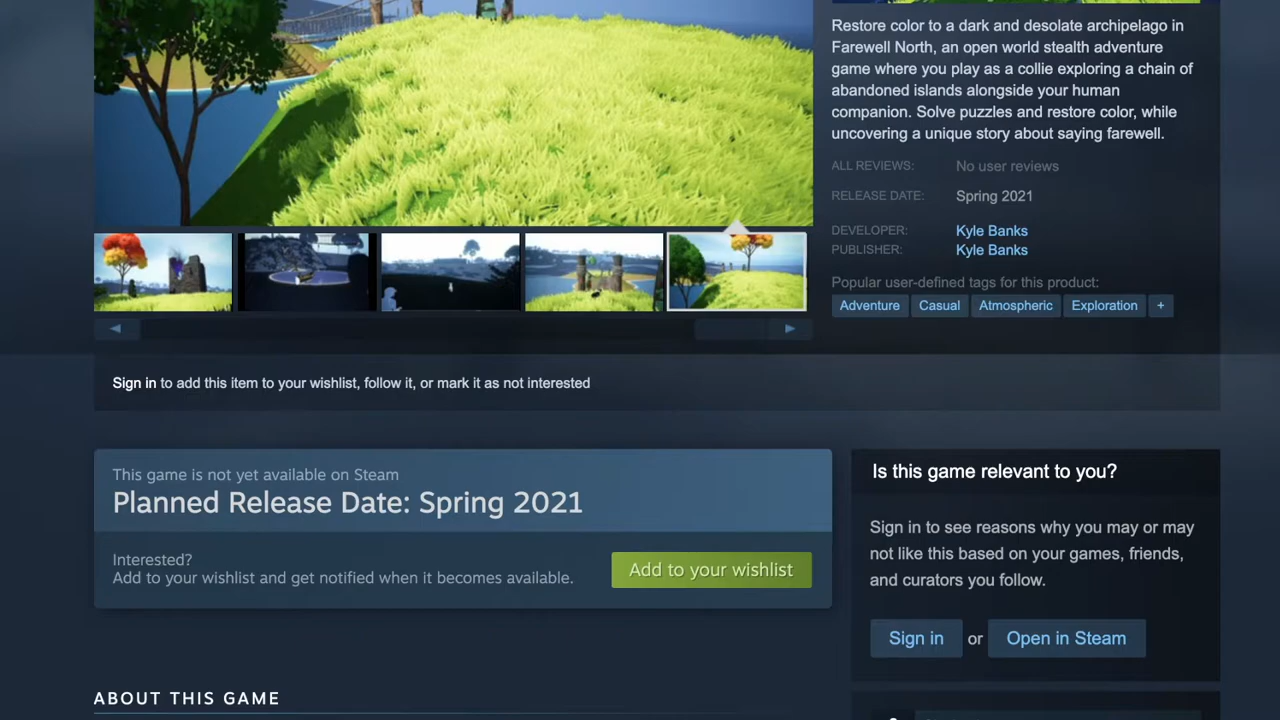 Restore color to a dark and desolate archipelago in
Farewell North, an open world stealth adventure
game where you play as a collie exploring a chain of
abandoned islands alongside your human
companion. Solve puzzles and restore color, while
uncovering a unique story about saying farewell.
ALL REVIEWS: No user reviews
RELEASE DATE: Spring 2021
DEVELOPER: Kyle Banks
PUBLISHER: Kyle Banks
Popular user-defined tags for this product:
Adventure Casual Atmospheric Exploration +
Sign in to add this item to your wishlist, follow it, or mark it as not interested
This game is not yet available on Steam
Planned Release Date: Spring 2021
Interested?
Add to your wishlist and get notified when it becomes available.
Add to your wishlist
Is this game relevant to you?
Sign in to see reasons why you may or may
not like this based on your games, friends,
and curators you follow.
Sign in or Open in Steam
ABOUT THIS GAME